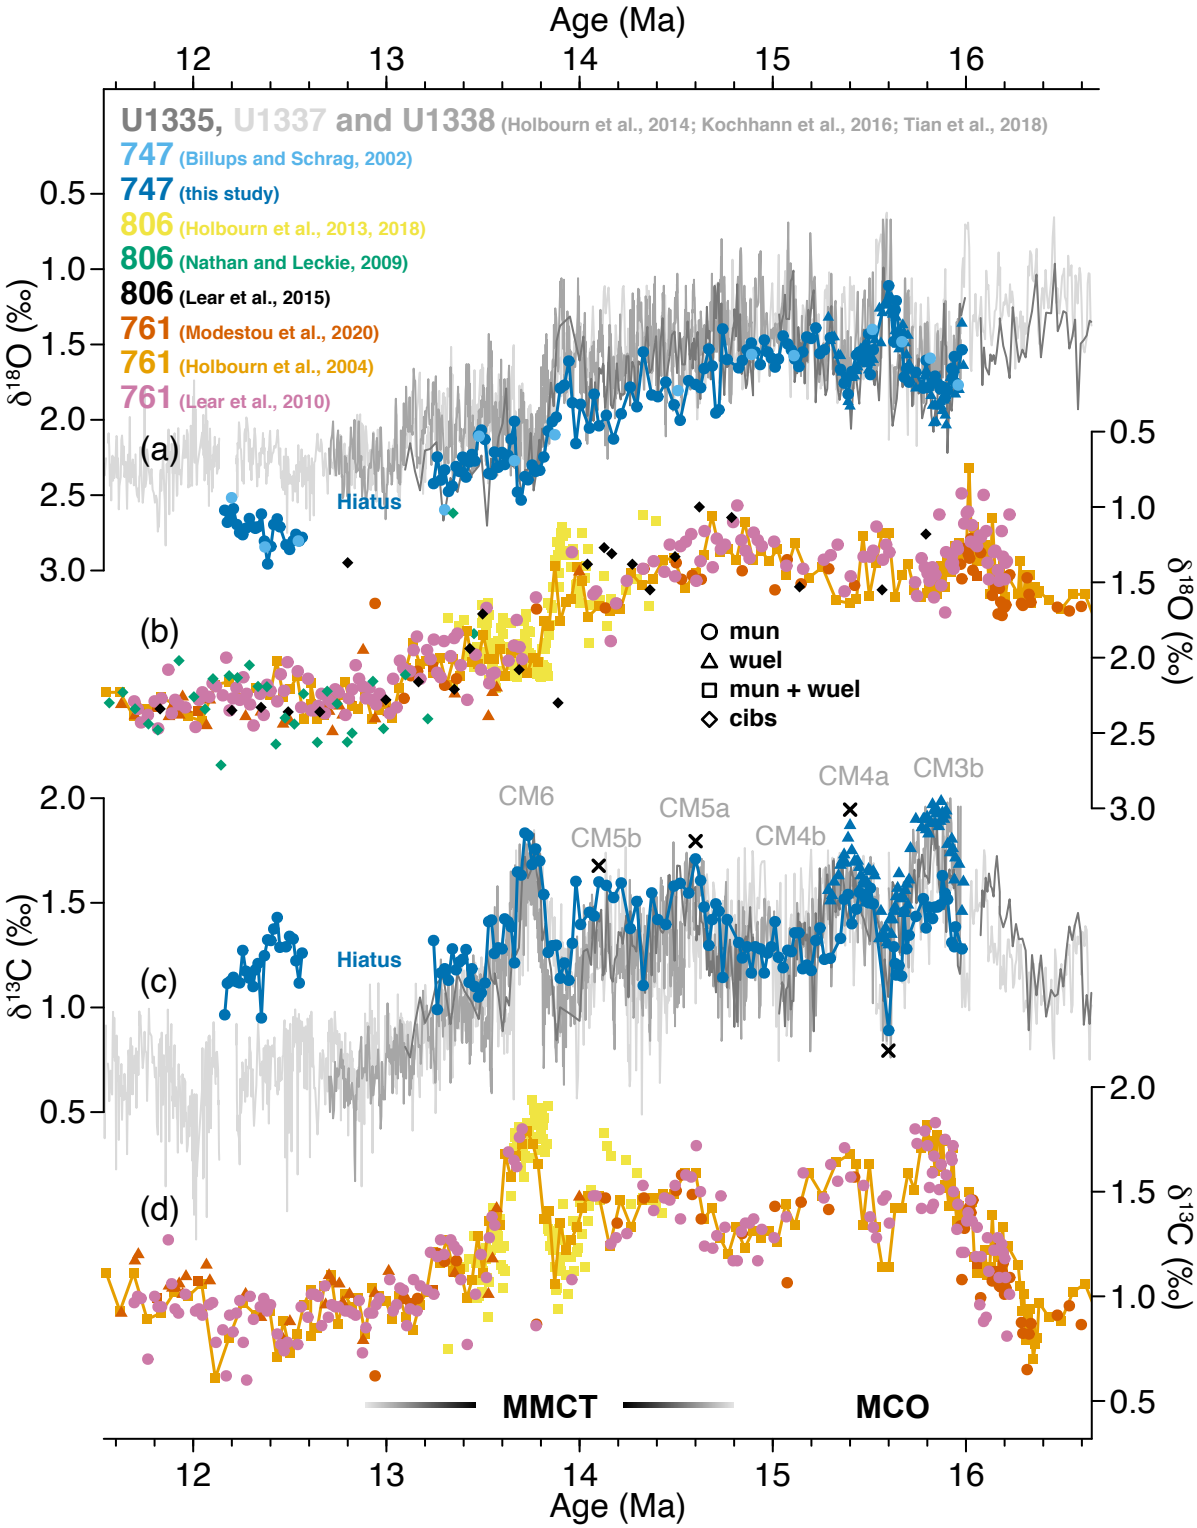 Age (Ma)
12 13 14 15 16
U1335, U1337 and U1338 (Holbourn et al., 2014; Kochhann et al., 2016; Tian et al., 2018)
747 (Billups and Schrag, 2002)
747 (this study)
806 (Holbourn et al., 2013, 2018)
806 (Nathan and Leckie, 2009)
806 (Lear et al., 2015)
761 (Modestou et al., 2020)
761 (Holbourn et al., 2004)
761 (Lear et al., 2010)
0.5
1.0
1.5
2.0
2.5
3.0
δ18O (‰)
(a)
Hiatus
0.5
1.0
1.5
2.0
2.5
3.0
δ18O (‰)
(b)
mun
wuel
mun + wuel
cibs
CM6
CM5b
CM5a
CM4b
CM4a
CM3b
2.0
1.5
1.0
0.5
δ13C (‰)
(c)
Hiatus
2.0
1.5
1.0
0.5
δ13C (‰)
(d)
MMCT
MCO
12 13 14 15 16
Age (Ma)